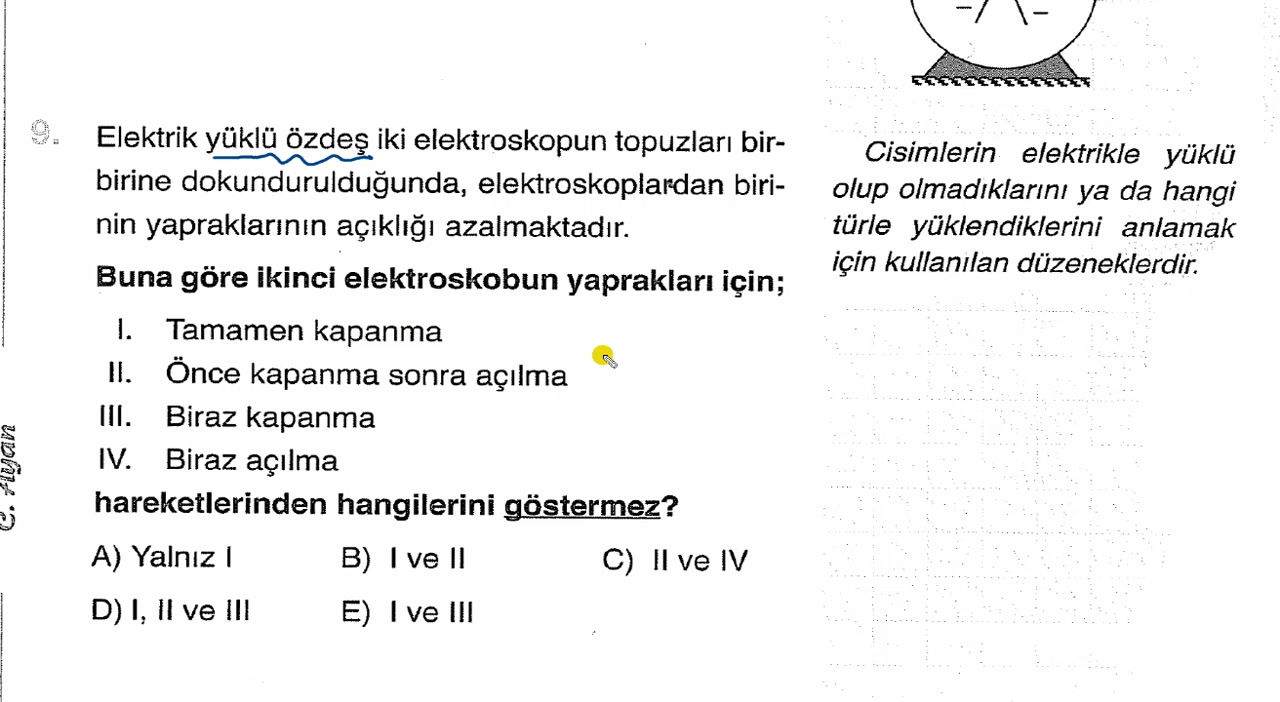 9. Elektrik yüklü özdeş iki elektroskopun topuzları bir-
birine dokundurulduğunda, elektroskoplardan biri-
nin yapraklarının açıklığı azalmaktadır.
Buna göre ikinci elektroskobun yaprakları için;
I. Tamamen kapanma
II. Önce kapanma sonra açılma
III. Biraz kapanma
IV. Biraz açılma
hareketlerinden hangilerini göstermez?
A) Yalnız I B) I ve II C) II ve IV
D) I, II ve III E) I ve III
Cisimlerin elektrikle yüklü
olup olmadıklarını ya da hangi
türle yüklendiklerini anlamak
için kullanılan düzeneklerdir.